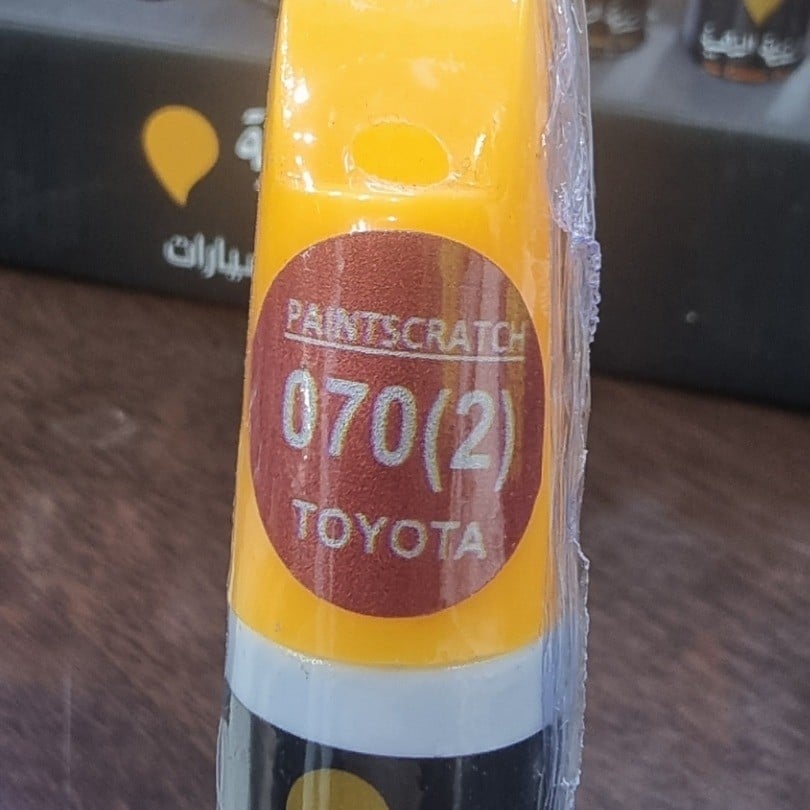 PAINTSCRATCH
070(2)
TOYOTA